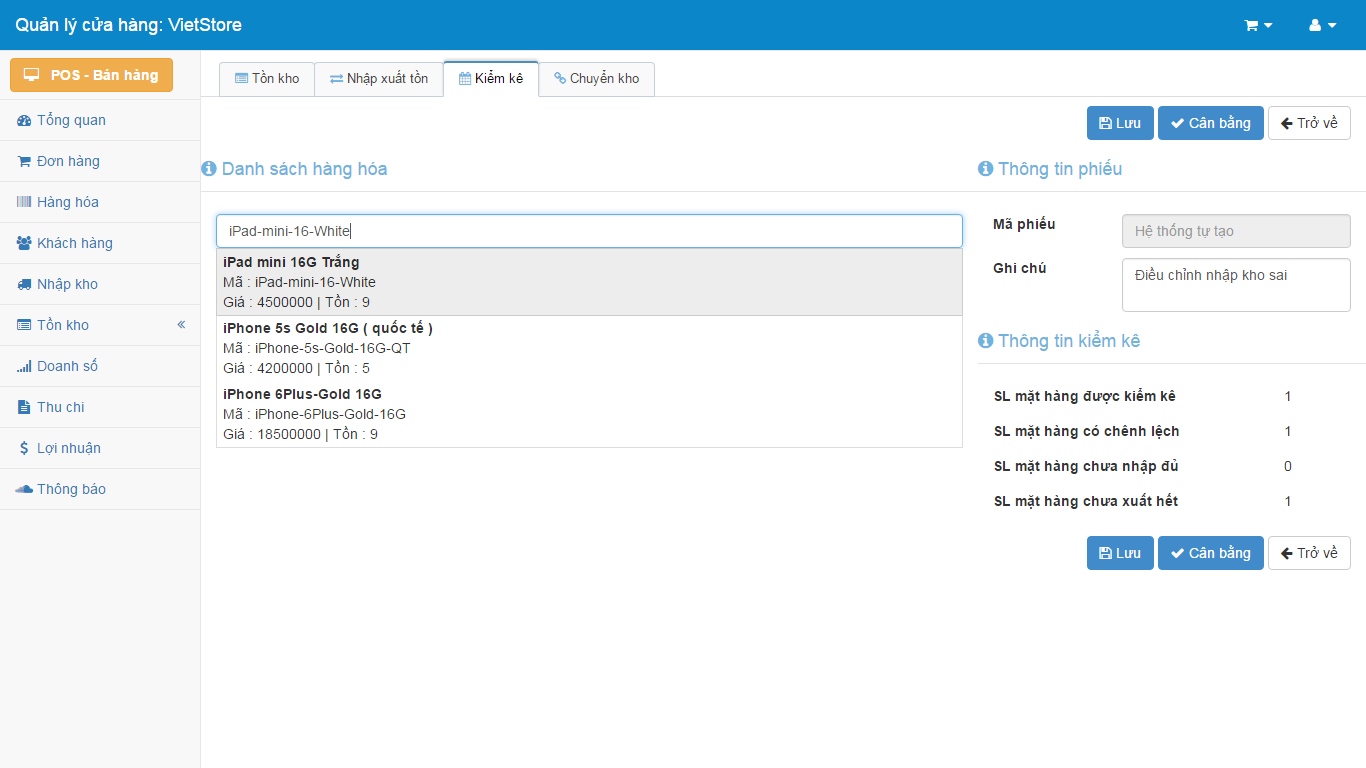 Quản lý cửa hàng: VietStore
POS - Bán hàng
Tổng quan
Đơn hàng
Hàng hóa
Khách hàng
Nhập kho
Tồn kho
Doanh số
Thu chi
Lợi nhuận
Thông báo
Tồn kho
Nhập xuất tồn
Kiểm kê
Chuyển kho
Lưu
Cân bằng
Trở về
Danh sách hàng hóa
iPad-mini-16-White
iPad mini 16G Trắng
Mã : iPad-mini-16-White
Giá : 4500000 | Tồn : 9
iPhone 5s Gold 16G ( quốc tế )
Mã : iPhone-5s-Gold-16G-QT
Giá : 4200000 | Tồn : 5
iPhone 6Plus-Gold 16G
Mã : iPhone-6Plus-Gold-16G
Giá : 18500000 | Tồn : 9
Thông tin phiếu
Mã phiếu Hệ thống tự tạo
Ghi chú Điều chỉnh nhập kho sai
Thông tin kiểm kê
SL mặt hàng được kiểm kê 1
SL mặt hàng có chênh lệch 1
SL mặt hàng chưa nhập đủ 0
SL mặt hàng chưa xuất hết 1
Lưu
Cân bằng
Trở về